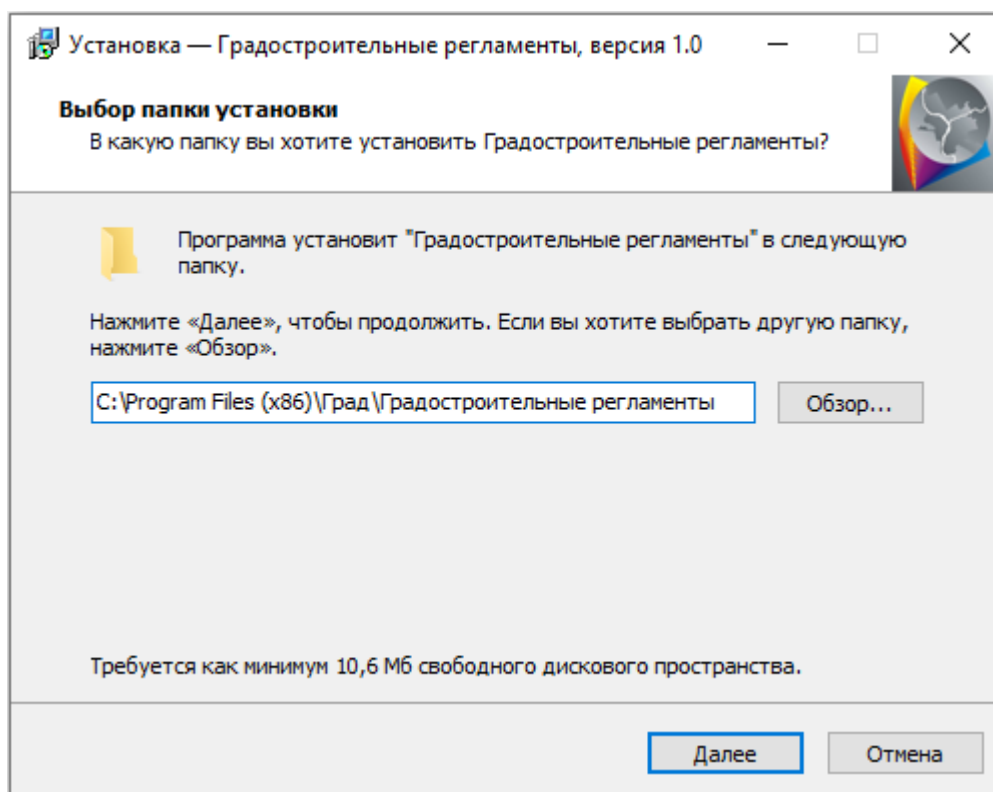 Установка — Градостроительные регламенты, версия 1.0
Выбор папки установки
В какую папку вы хотите установить Градостроительные регламенты?
Программа установит "Градостроительные регламенты" в следующую
папку.
Нажмите «Далее», чтобы продолжить. Если вы хотите выбрать другую папку,
нажмите «Обзор».
C:\Program Files (x86)\Град\Градостроительные регламенты
Обзор...
Требуется как минимум 10,6 Мб свободного дискового пространства.
Далее
Отмена